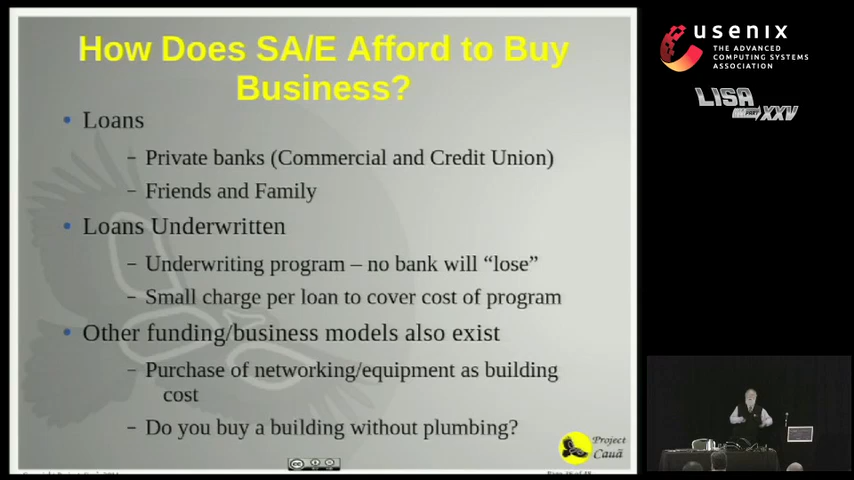 How Does SA/E Afford to Buy
Business?
• Loans
– Private banks (Commercial and Credit Union)
– Friends and Family
• Loans Underwritten
– Underwriting program – no bank will “lose”
– Small charge per loan to cover cost of program
• Other funding/business models also exist
– Purchase of networking/equipment as building
cost
– Do you buy a building without plumbing?
Project
Cauã
usenix
THE ADVANCED
COMPUTING SYSTEMS
ASSOCIATION
LISA
XXV